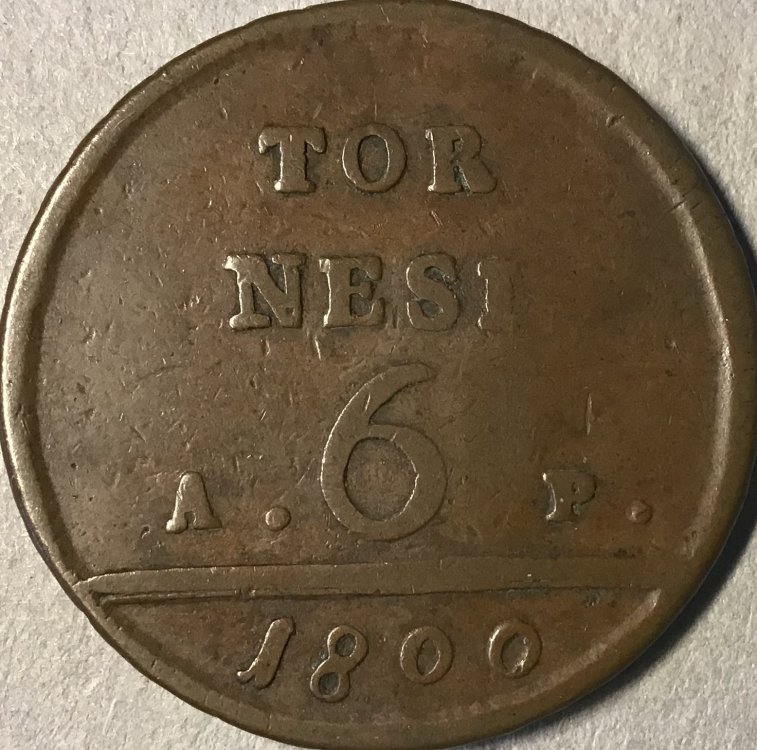 TOR
NESI
6
A. P.
1800